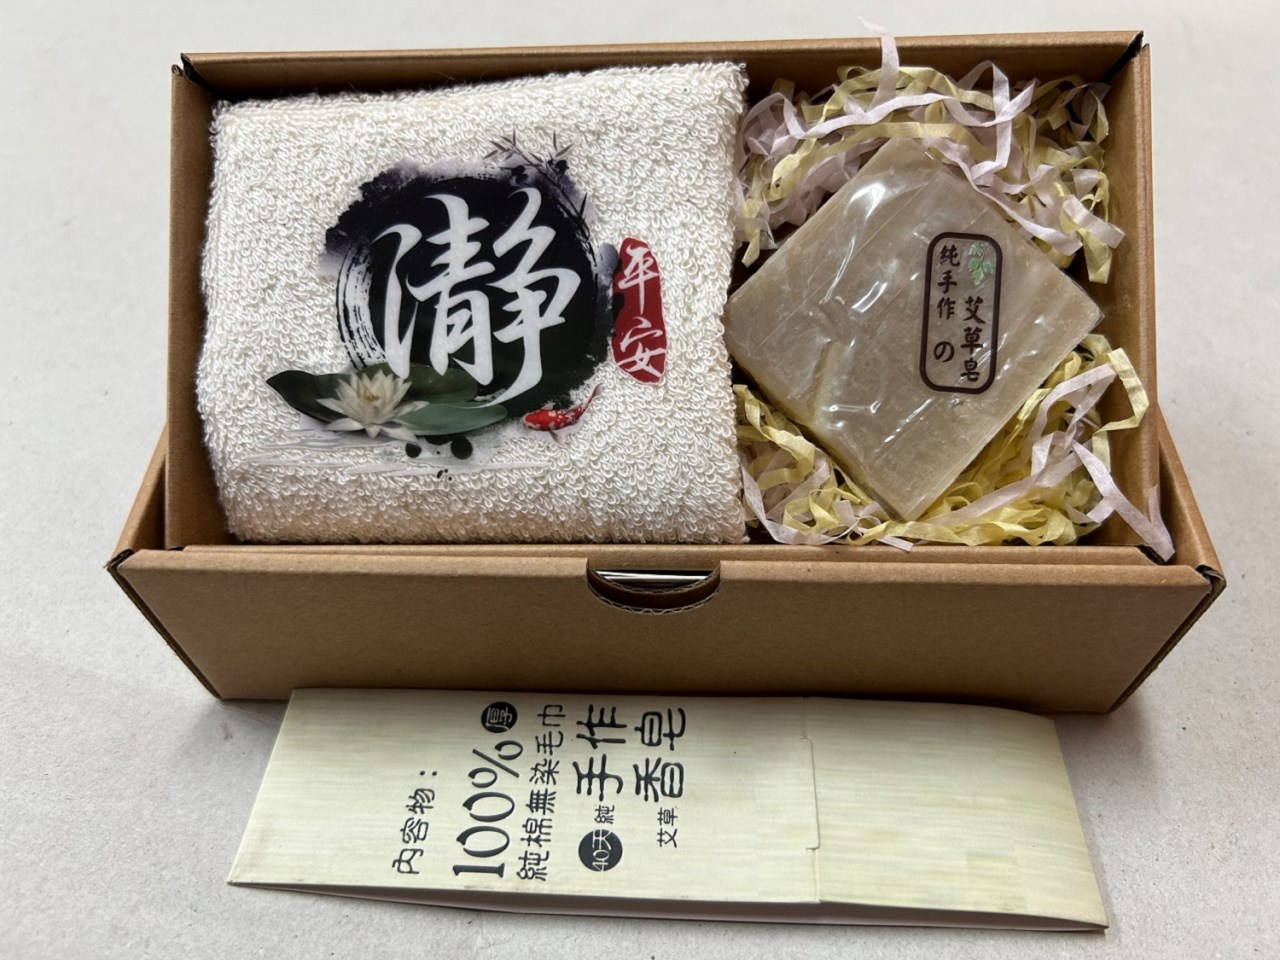 瀞
平安
純手作の
艾草皂
內容物：
100%厚
純棉無染毛巾
40天純手作
艾草香皂